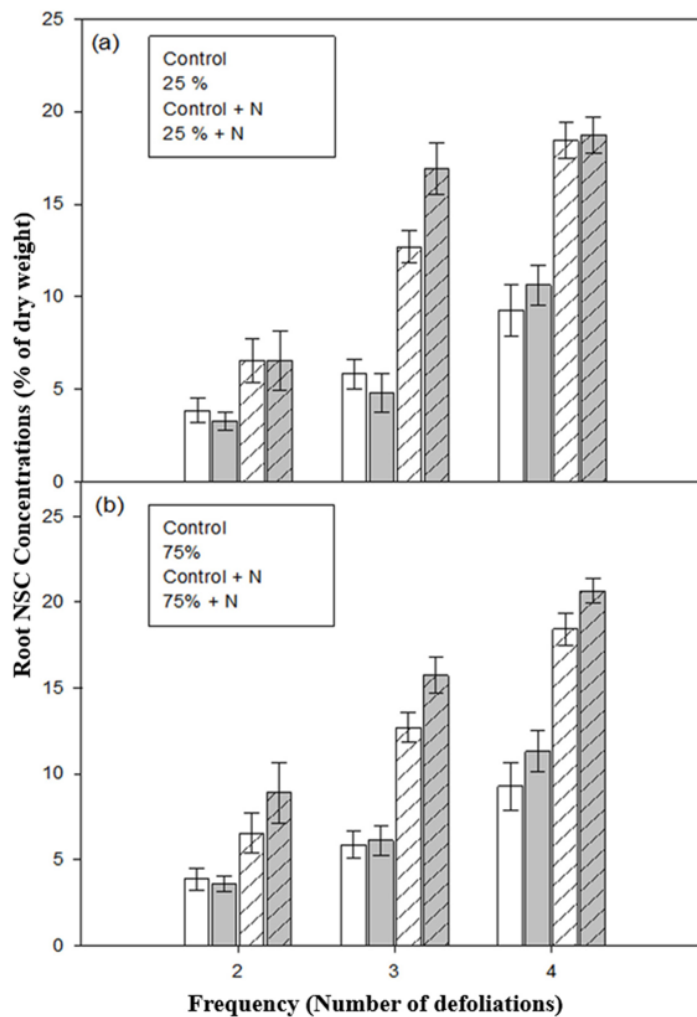 25
(a)
Control
25 %
Control + N
25 % + N
20
15
10
5
0
Root NSC Concentrations (% of dry weight)
(b)
Control
75%
Control + N
75% + N
25
20
15
10
5
0
2 3 4
Frequency (Number of defoliations)